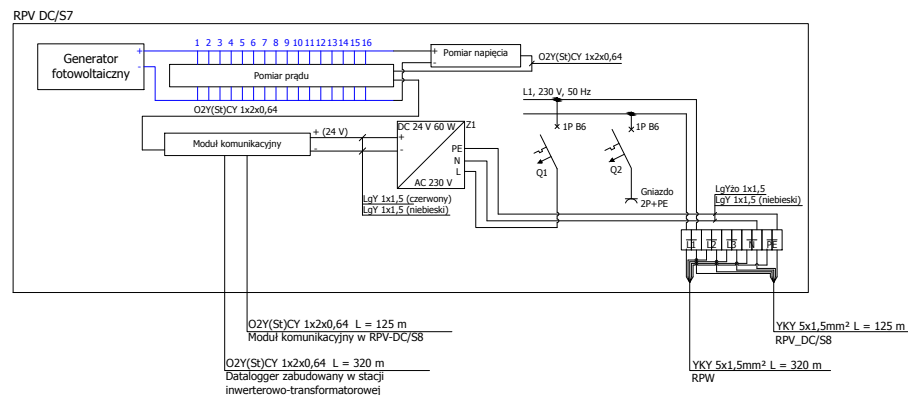 RPV DC/S7
Generator
fotowoltaiczny
+
-
1 2 3 4 5 6 7 8 9 10 11 12 13 14 15 16
Pomiar prądu
+
-
Pomiar napięcia
O2Y(St)CY 1x2x0,64
O2Y(St)CY 1x2x0,64
Moduł komunikacyjny
+ (24 V)
-
DC 24 V 60 W
Z1
+
-
PE
N
L
AC 230 V
LgY 1x1,5 (czerwony)
LgY 1x1,5 (niebieski)
L1, 230 V, 50 Hz
1P B6
Q1
1P B6
Q2
Gniazdo
2P+PE
LgYżo 1x1,5
LgY 1x1,5 (niebieski)
L1 L2 L3 N PE
O2Y(St)CY 1x2x0,64 L = 125 m
Moduł komunikacyjny w RPV-DC/S8
O2Y(St)CY 1x2x0,64 L = 320 m
Datalogger zabudowany w stacji
inwerterowo-transformatorowej
YKY 5x1,5mm² L = 125 m
RPV_DC/S8
YKY 5x1,5mm² L = 320 m
RPW